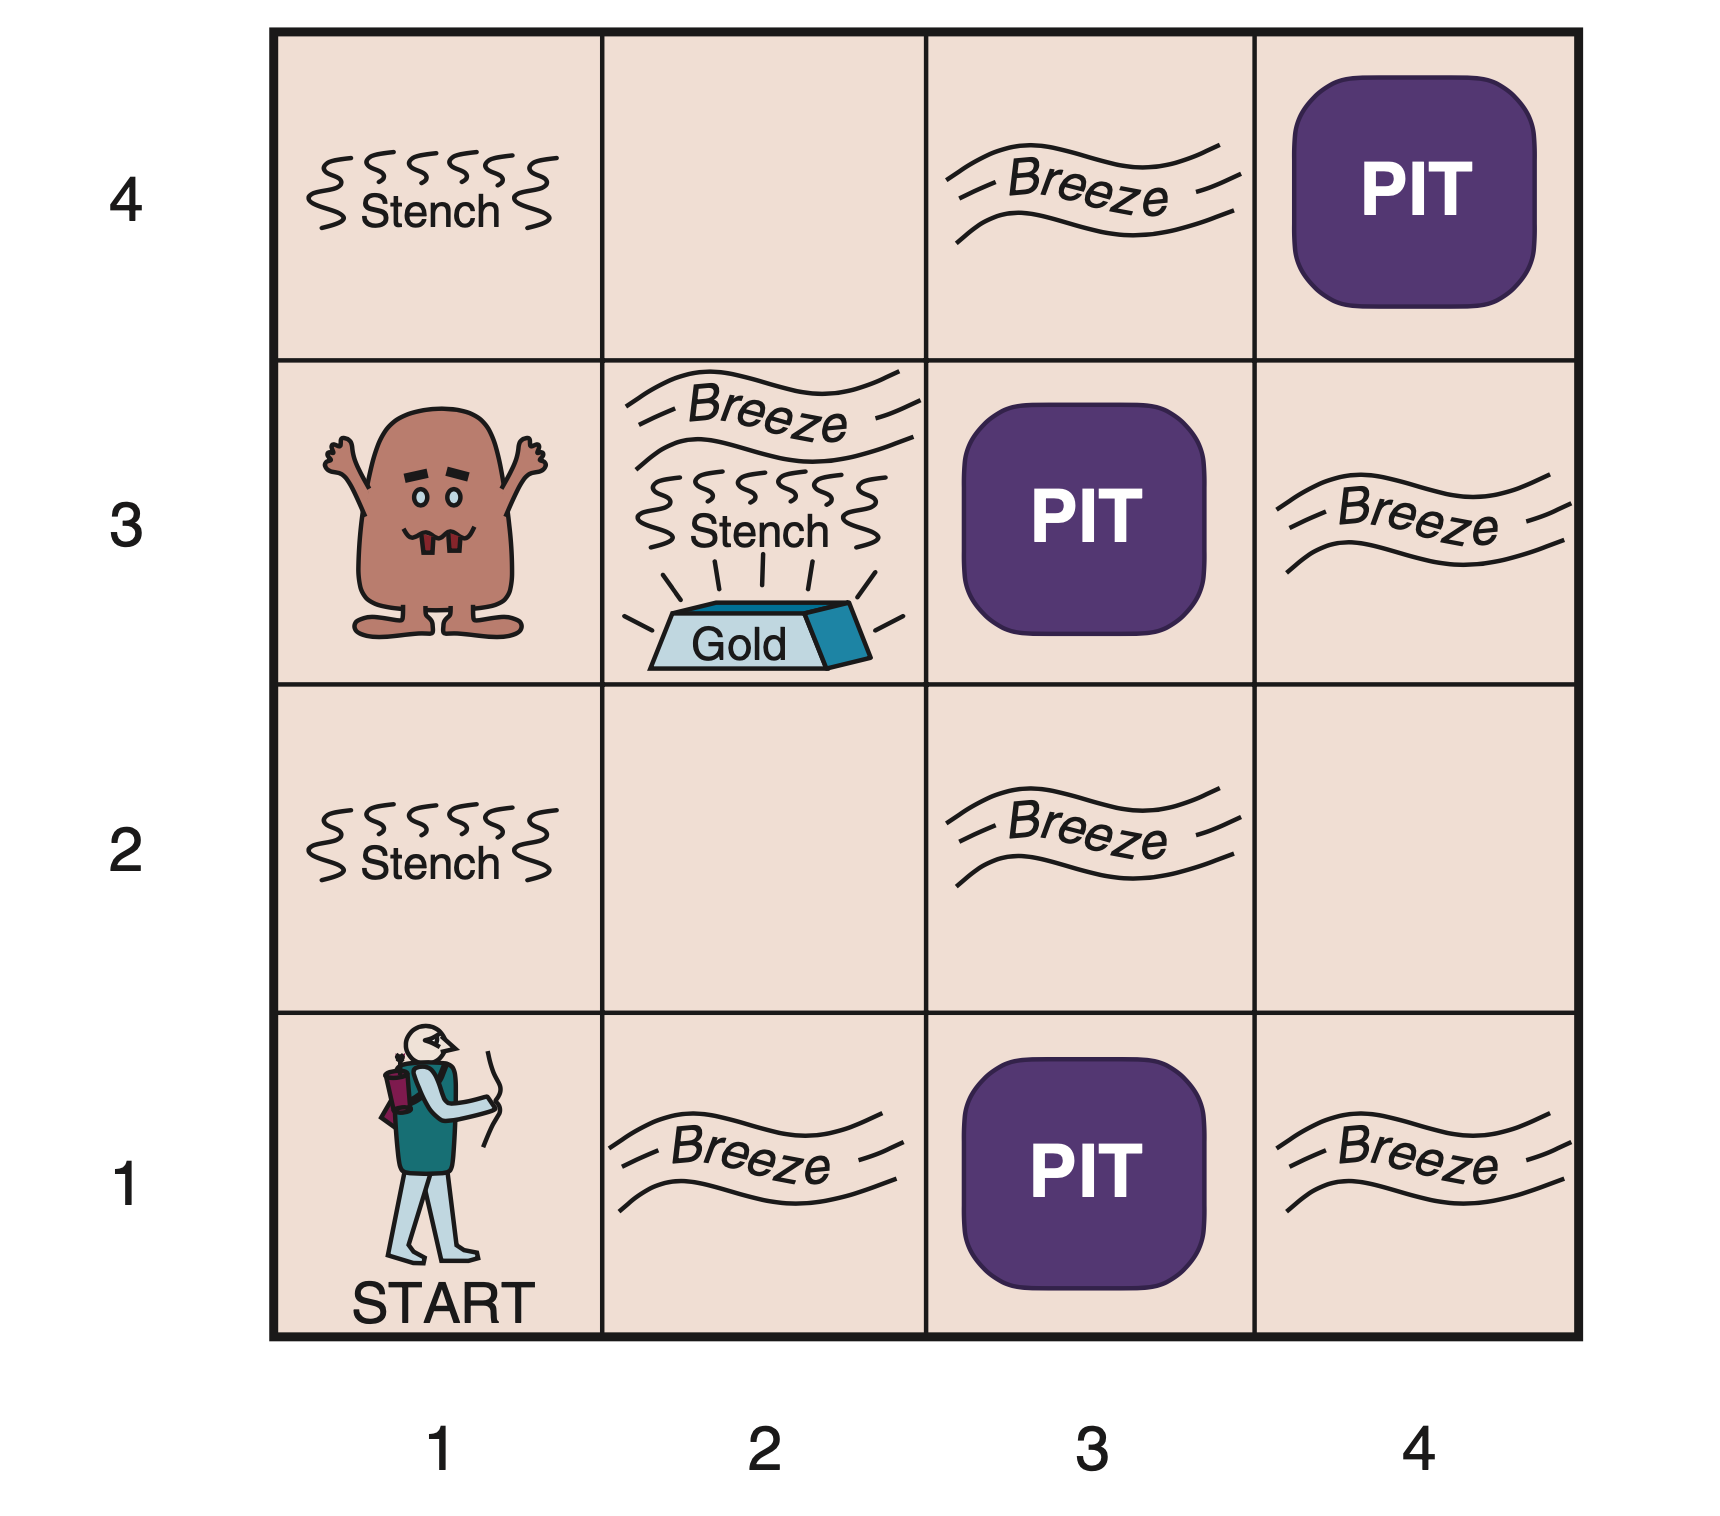 4
Stench
Breeze
PIT
3
Breeze
Stench
Gold
PIT
Breeze
2
Stench
Breeze
1
START
Breeze
PIT
Breeze
1 2 3 4